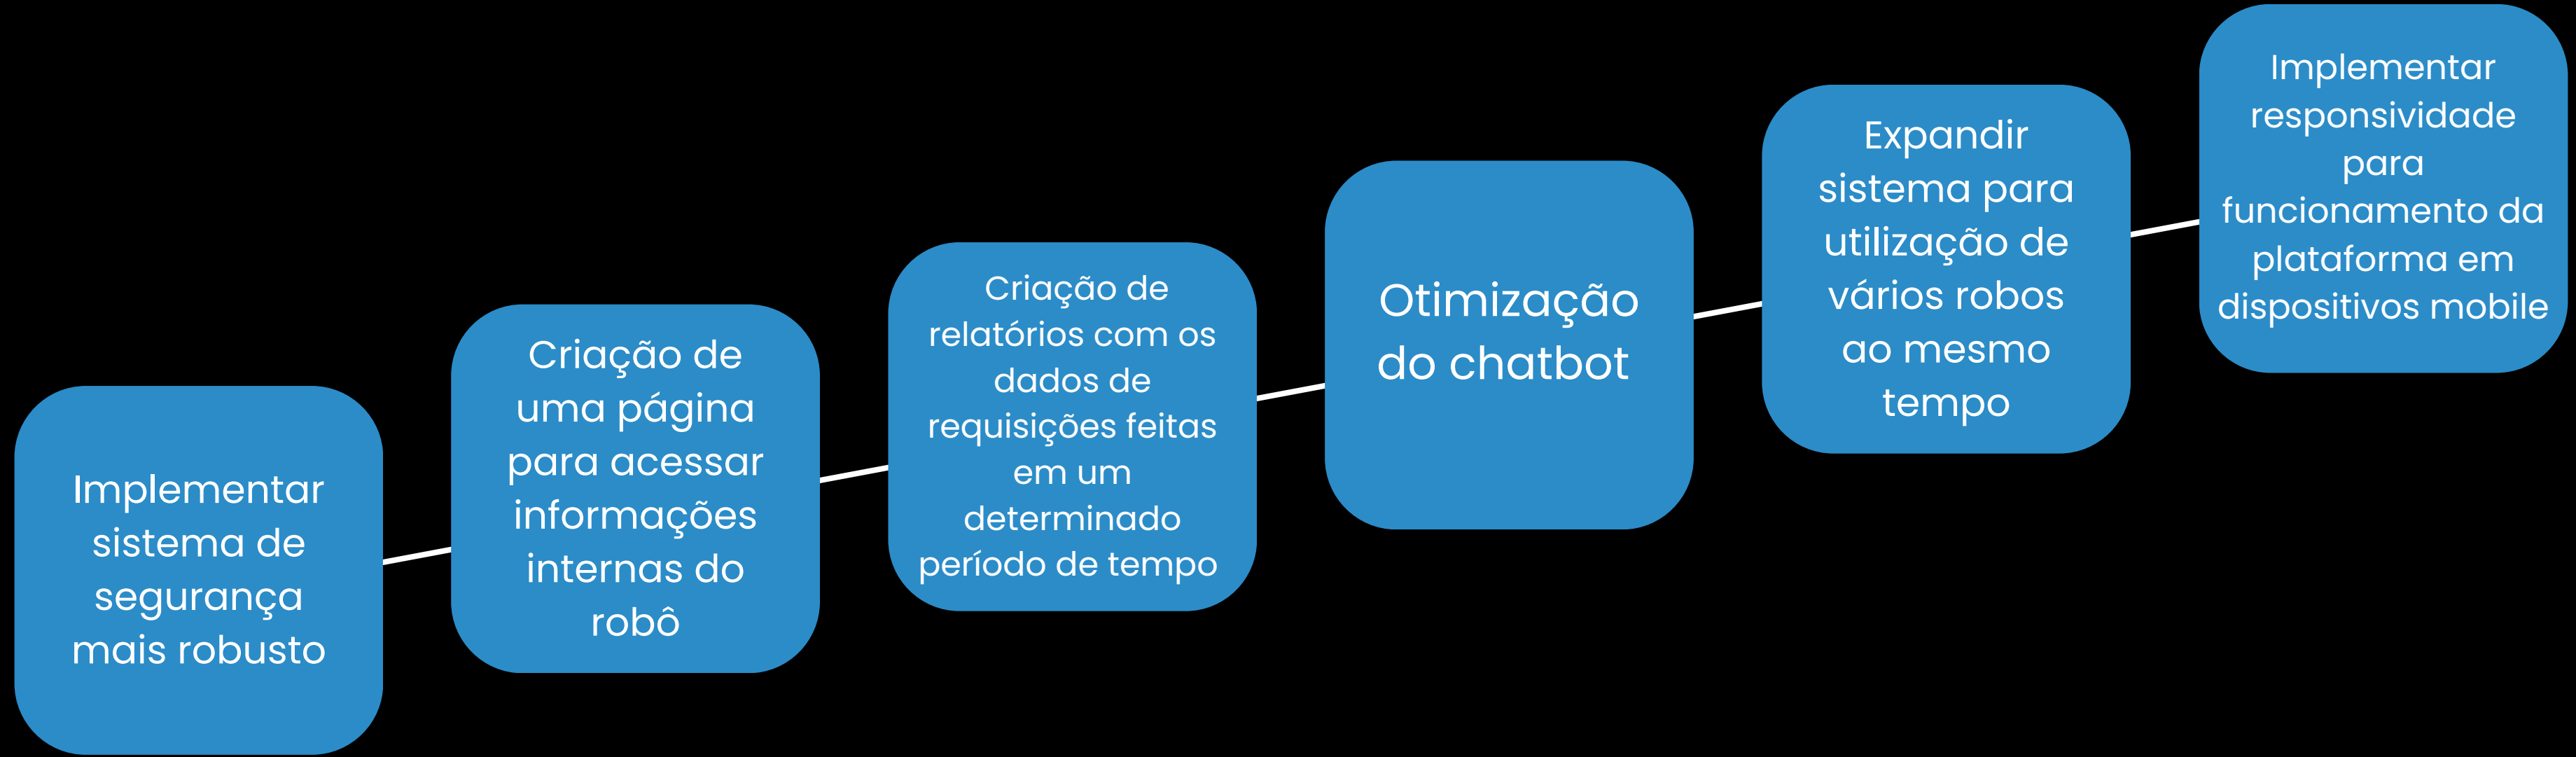 Implementar
sistema de
segurança
mais robusto
Criação de
uma página
para acessar
informações
internas do
robô
Criação de
relatórios com os
dados de
requisições feitas
em um
determinado
período de tempo
Otimização
do chatbot
Expandir
sistema para
utilização de
vários robos
ao mesmo
tempo
Implementar
responsividade
para
funcionamento da
plataforma em
dispositivos mobile